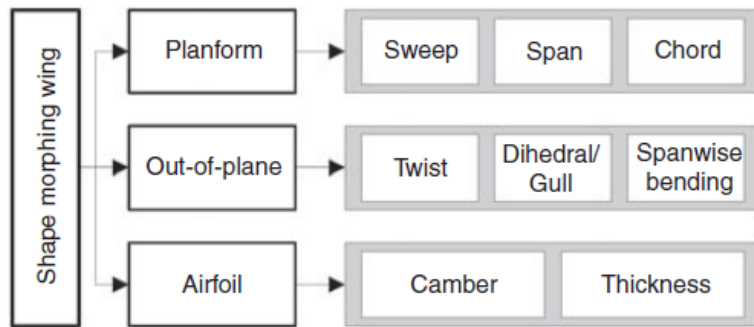 Shape morphing wing
Planform
Sweep
Span
Chord
Out-of-plane
Twist
Dihedral/
Gull
Spanwise
bending
Airfoil
Camber
Thickness